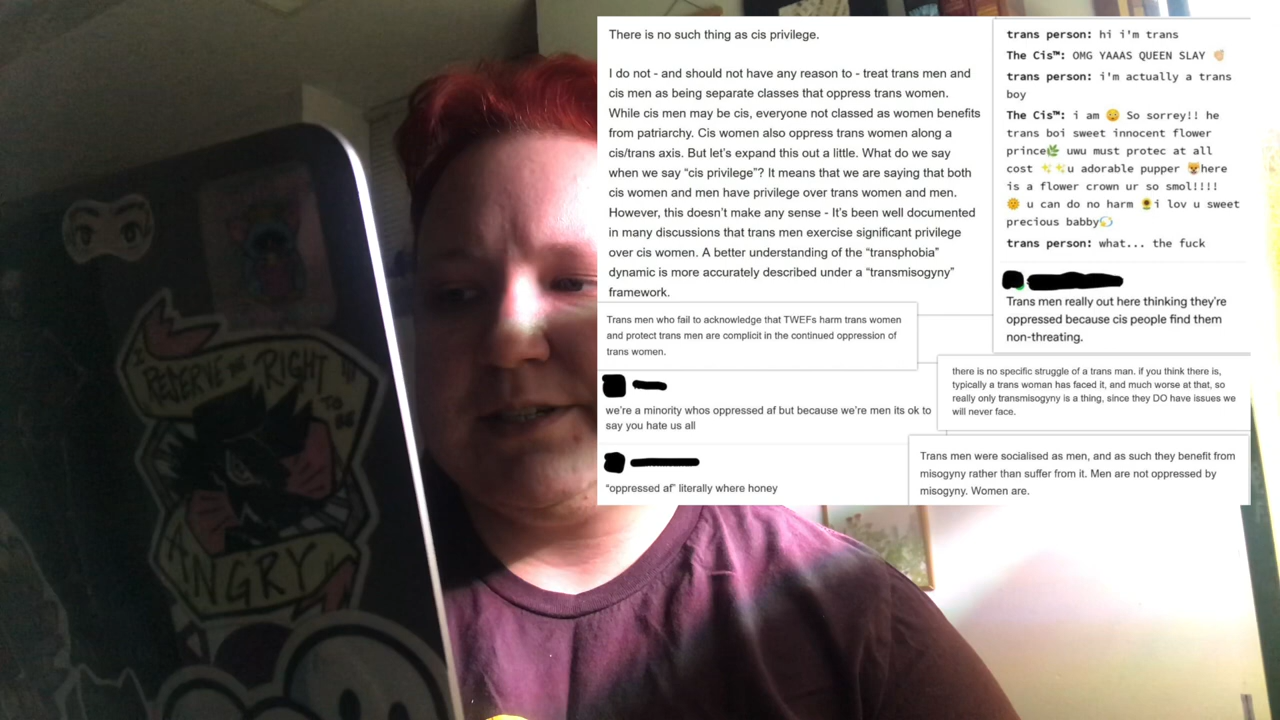 There is no such thing as cis privilege.
I do not - and should not have any reason to - treat trans men and
cis men as being separate classes that oppress trans women.
While cis men may be cis, everyone not classed as women benefits
from patriarchy. Cis women also oppress trans women along a
cis/trans axis. But let's expand this out a little. What do we say
when we say “cis privilege”? It means that we are saying that both
cis women and men have privilege over trans women and men.
However, this doesn't make any sense - It's been well documented
in many discussions that trans men exercise significant privilege
over cis women. A better understanding of the “transphobia”
dynamic is more accurately described under a “transmisogyny”
framework.
Trans men who fail to acknowledge that TWEFs harm trans women
and protect trans men are complicit in the continued oppression of
trans women.
we're a minority whos oppressed af but because we're men its ok to
say you hate us all
“oppressed af” literally where honey
trans person: hi i'm trans
The Cis™: OMG YAAAS QUEEN SLAY 👏🏻
trans person: i'm actually a trans
boy
The Cis™: i am 😳 So sorrey!! he
trans boi sweet innocent flower
prince🌿 uwu must protec at all
cost ✨✨u adorable pupper 😿here
is a flower crown ur so smol!!!!
🌞 u can do no harm 🌻i lov u sweet
precious babby💫
trans person: what... the fuck
Trans men really out here thinking they're
oppressed because cis people find them
non-threatening.
there is no specific struggle of a trans man. if you think there is,
typically a trans woman has faced it, and much worse at that, so
really only transmisogyny is a thing, since they DO have issues we
will never face.
Trans men were socialised as men, and as such they benefit from
misogyny rather than suffer from it. Men are not oppressed by
misogyny. Women are.
I
RESERVE THE RIGHT
TO
BE
ANGRY